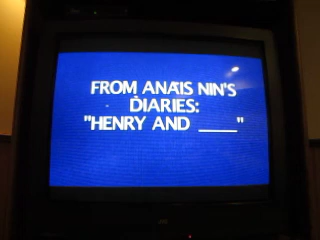 FROM ANAÏS NIN'S
DIARIES:
"HENRY AND ____"